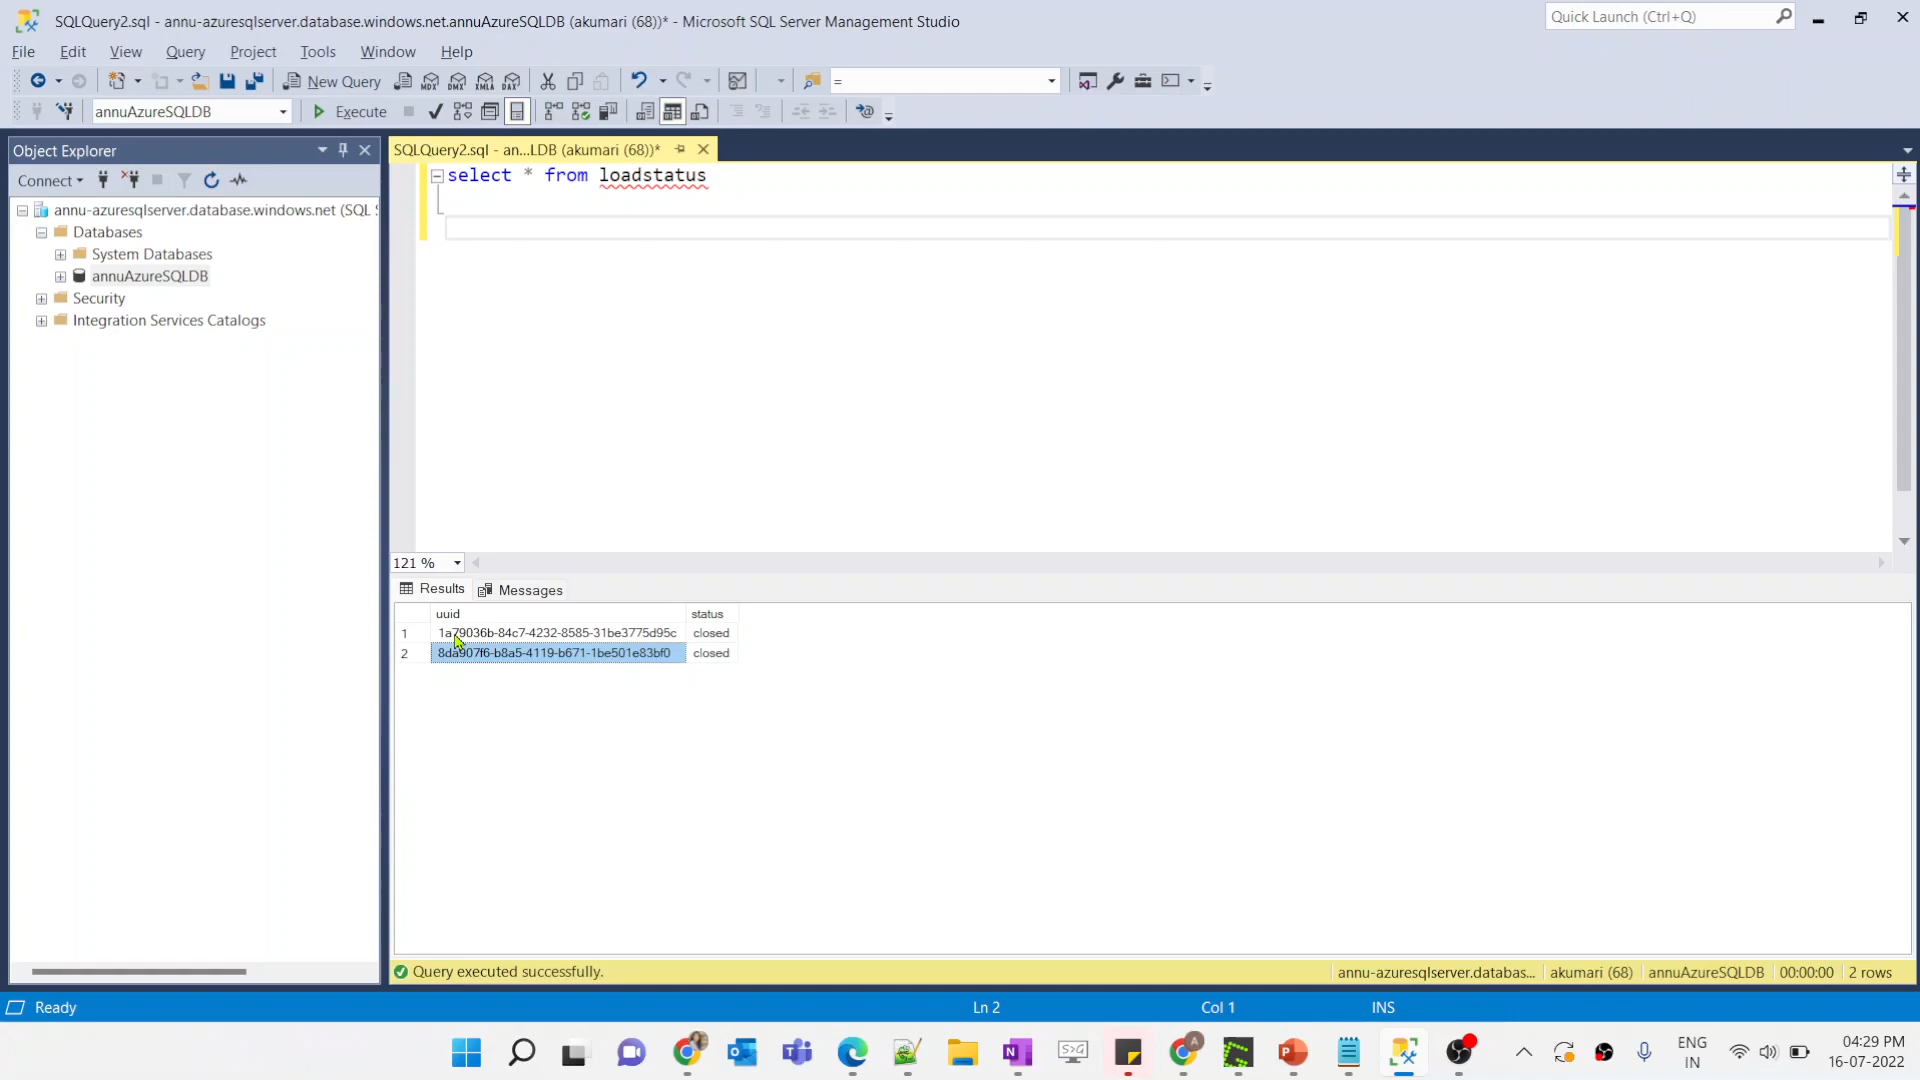 SQLQuery2.sql - annu-azuresqlserver.database.windows.net.annuAzureSQLDB (akumari (68))* - Microsoft SQL Server Management Studio
Quick Launch (Ctrl+Q)
File Edit View Query Project Tools Window Help
New Query
MDX DMX XMLA DAX
=
annuAzureSQLDB
Execute
Object Explorer
SQLQuery2.sql - an...LDB (akumari (68))*
Connect
select * from loadstatus
annu-azuresqlserver.database.windows.net (SQL S
Databases
System Databases
annuAzureSQLDB
Security
Integration Services Catalogs
121 %
Results Messages
uuid status
1 1a79036b-84c7-4232-8585-31be3775d95c closed
2 8da907f6-b8a5-4119-b671-1be501e83bf0 closed
Query executed successfully.
annu-azuresqlserver.databas... akumari (68) annuAzureSQLDB 00:00:00 2 rows
Ready Ln 2 Col 1 INS
ENG
IN
04:29 PM
16-07-2022